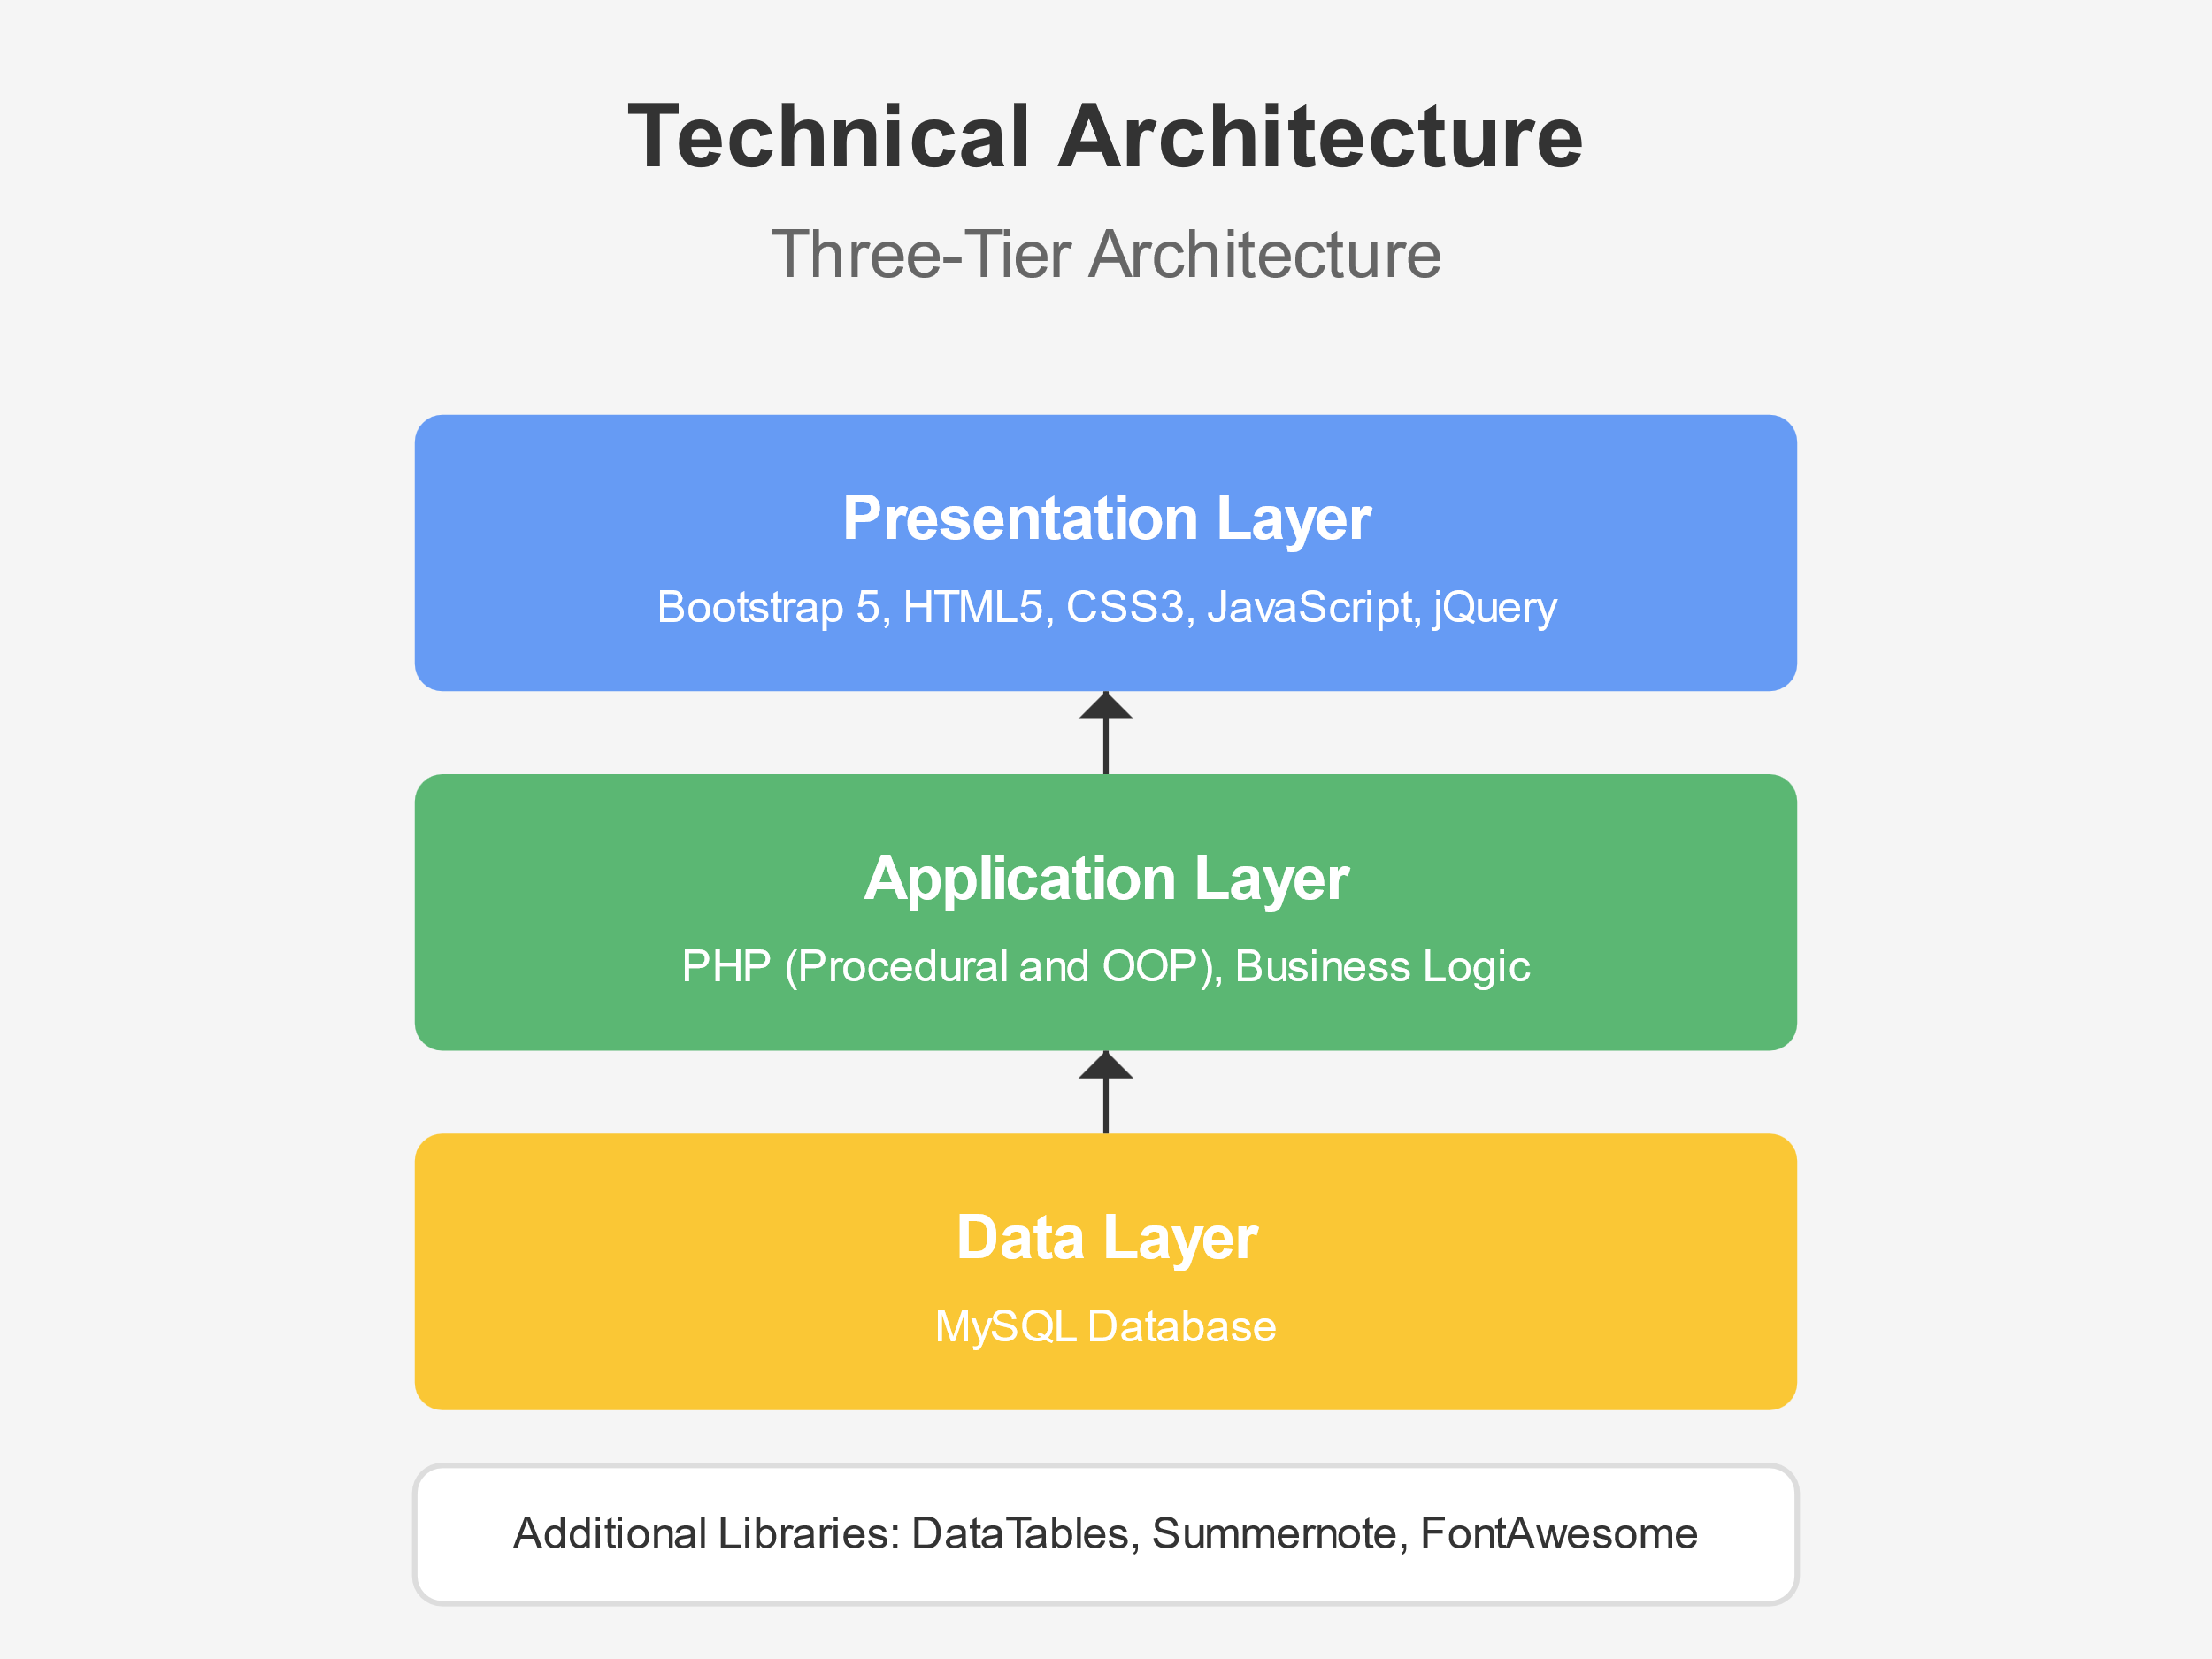 Technical Architecture
Three-Tier Architecture
Presentation Layer
Bootstrap 5, HTML5, CSS3, JavaScript, jQuery
Application Layer
PHP (Procedural and OOP), Business Logic
Data Layer
MySQL Database
Additional Libraries: DataTables, Summernote, FontAwesome